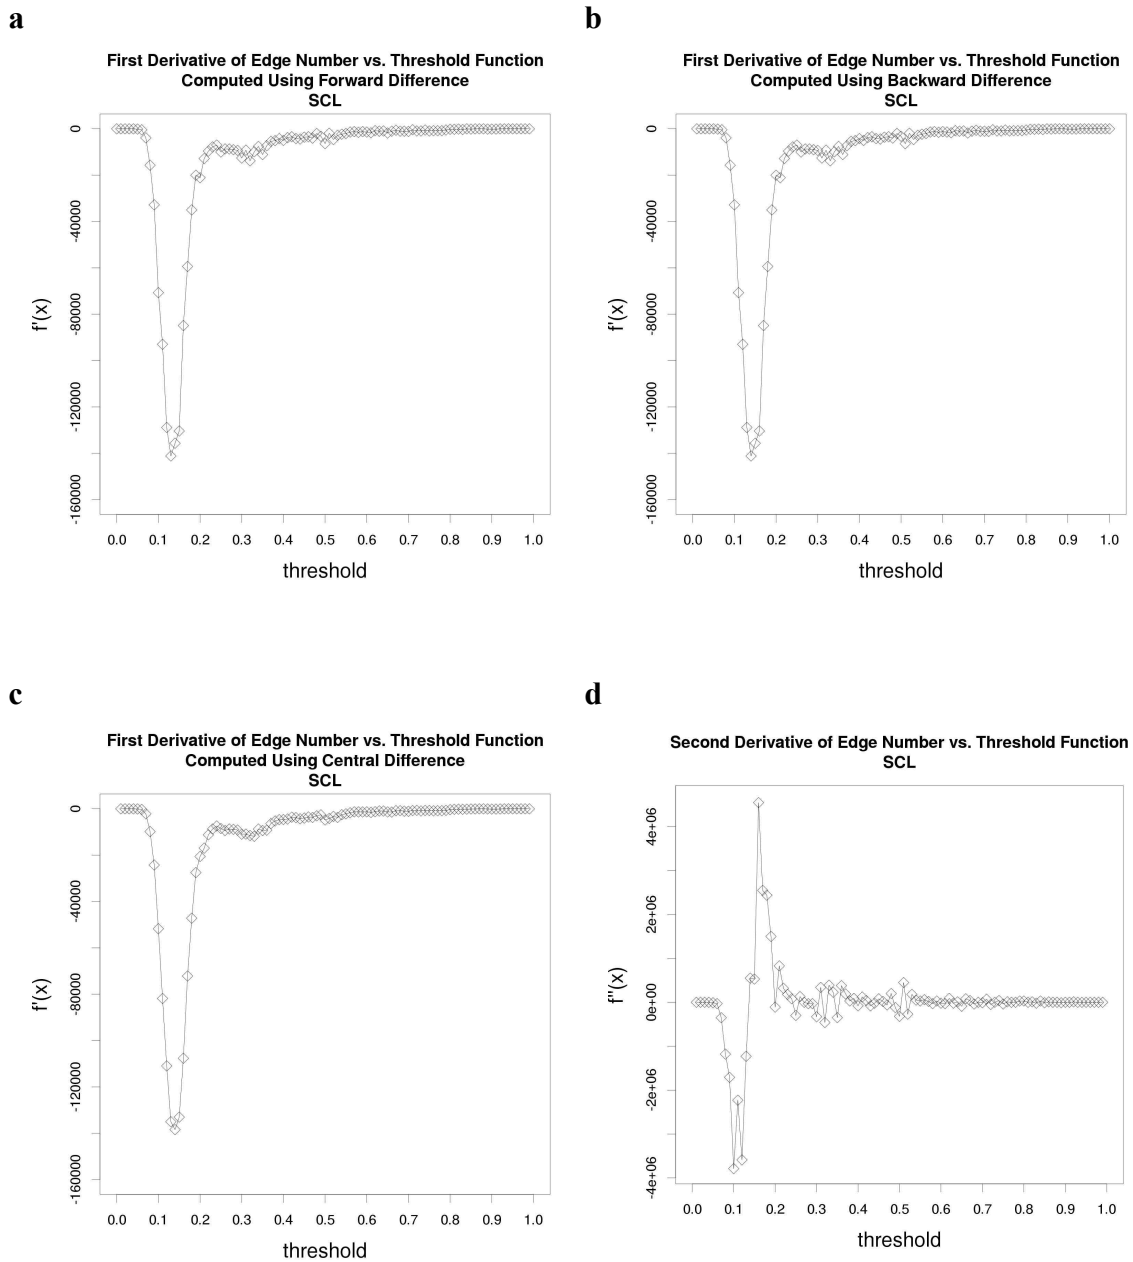 a
First Derivative of Edge Number vs. Threshold Function
Computed Using Forward Difference
SCL
0
-40000
-80000
-120000
-160000
f'(x)
0.0 0.1 0.2 0.3 0.4 0.5 0.6 0.7 0.8 0.9 1.0
threshold
b
First Derivative of Edge Number vs. Threshold Function
Computed Using Backward Difference
SCL
0
-40000
-80000
-120000
-160000
f'(x)
0.0 0.1 0.2 0.3 0.4 0.5 0.6 0.7 0.8 0.9 1.0
threshold
c
First Derivative of Edge Number vs. Threshold Function
Computed Using Central Difference
SCL
0
-40000
-80000
-120000
-160000
f'(x)
0.0 0.1 0.2 0.3 0.4 0.5 0.6 0.7 0.8 0.9 1.0
threshold
d
Second Derivative of Edge Number vs. Threshold Function
SCL
4e+06
2e+06
0e+00
-2e+06
-4e+06
f''(x)
0.0 0.1 0.2 0.3 0.4 0.5 0.6 0.7 0.8 0.9 1.0
threshold